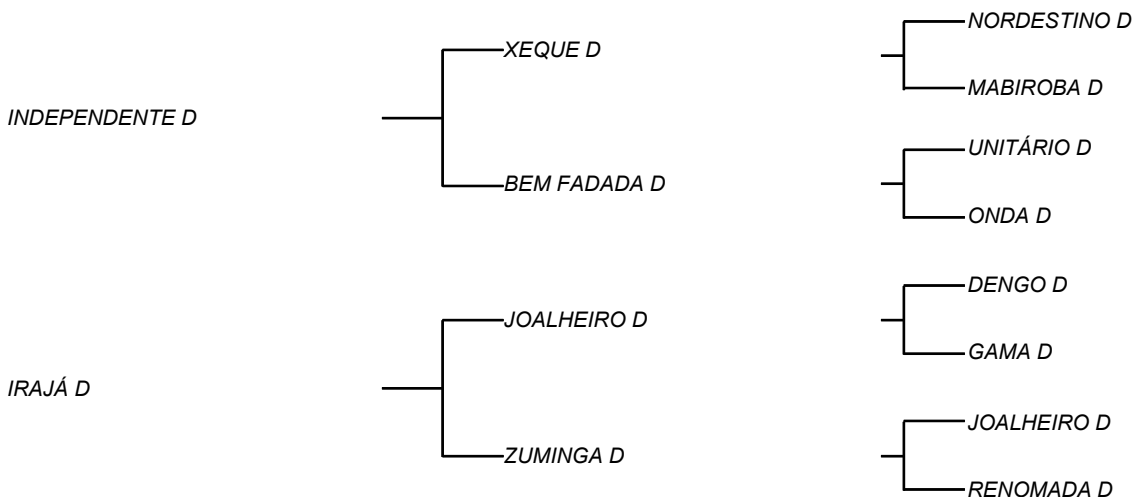 NORDESTINO D
XEQUE D
MABIROBA D
INDEPENDENTE D
UNITÁRIO D
BEM FADADA D
ONDA D
DENGO D
JOALHEIRO D
GAMA D
IRAJÁ D
JOALHEIRO D
ZUMINGA D
RENOMADA D